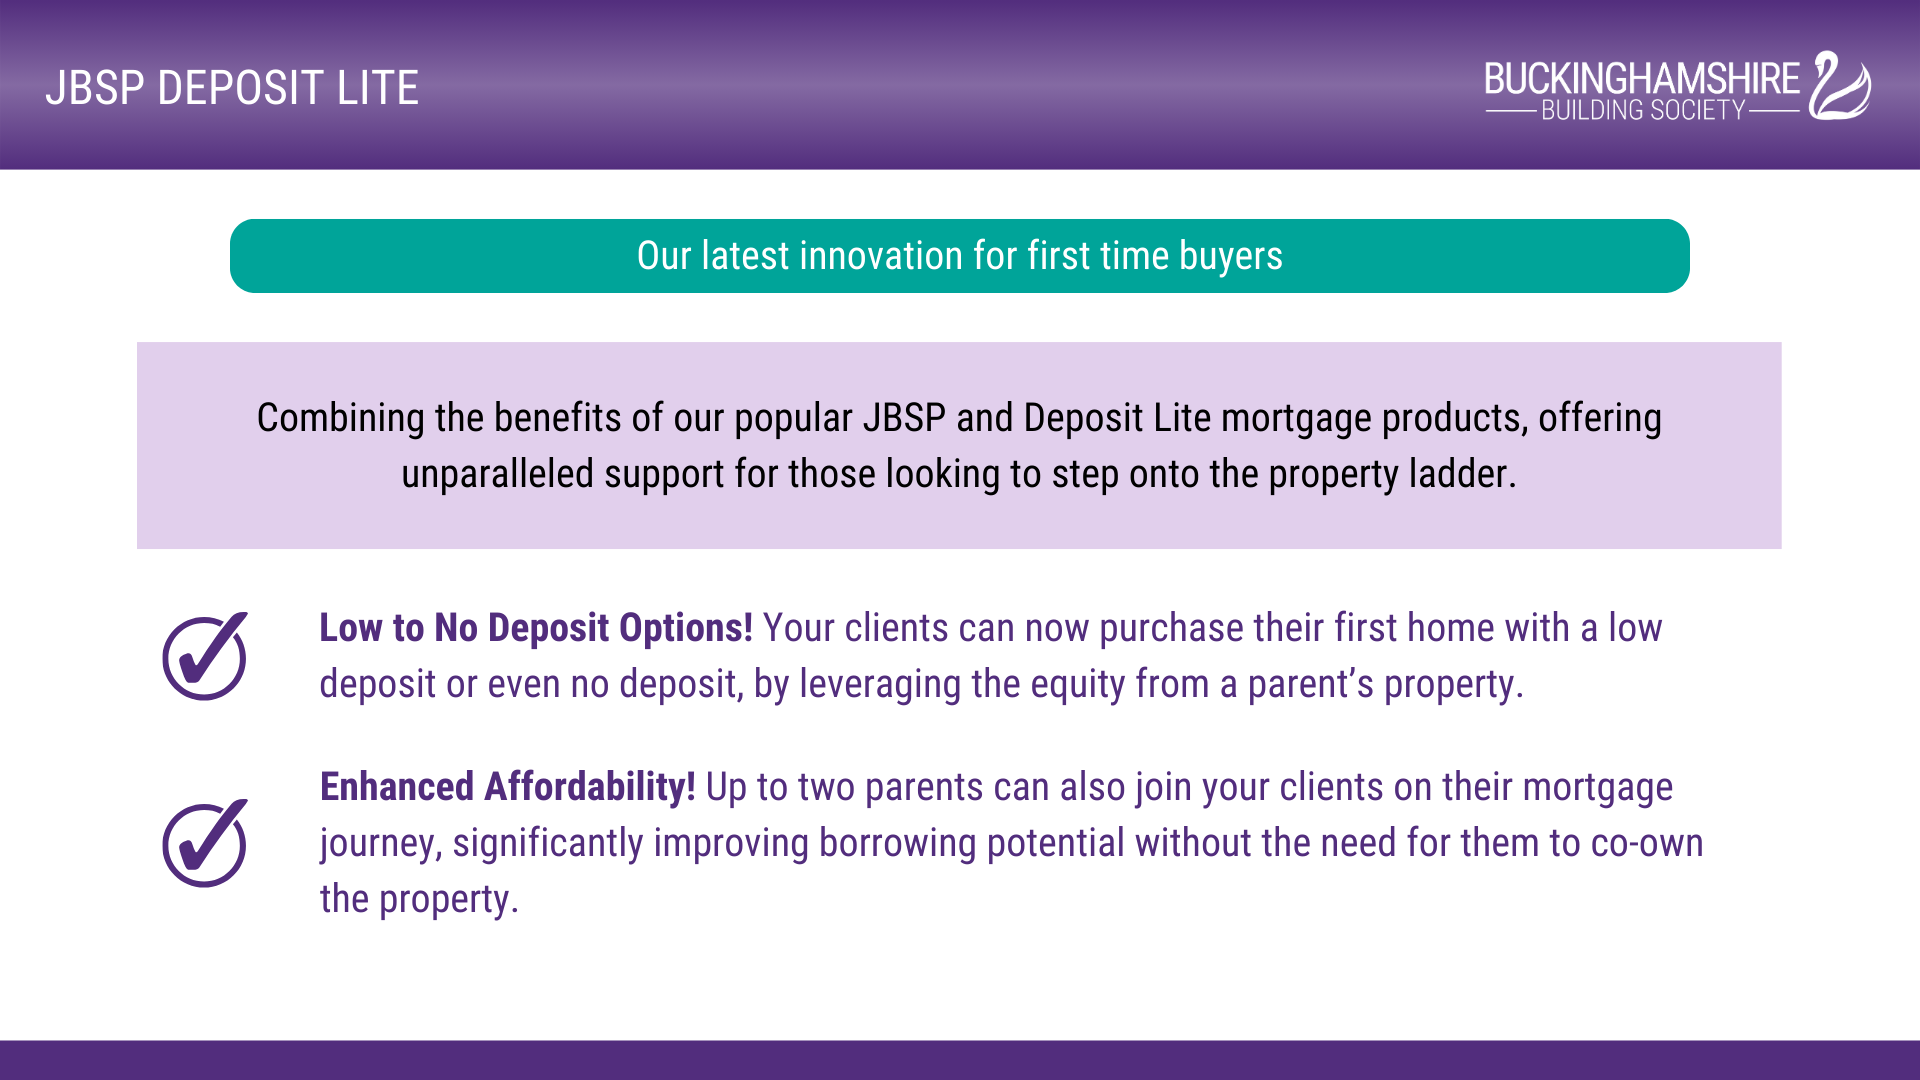 JBSP DEPOSIT LITE
BUCKINGHAMSHIRE
BUILDING SOCIETY
Our latest innovation for first time buyers
Combining the benefits of our popular JBSP and Deposit Lite mortgage products, offering
unparalleled support for those looking to step onto the property ladder.
Low to No Deposit Options! Your clients can now purchase their first home with a low
deposit or even no deposit, by leveraging the equity from a parent’s property.
Enhanced Affordability! Up to two parents can also join your clients on their mortgage
journey, significantly improving borrowing potential without the need for them to co-own
the property.